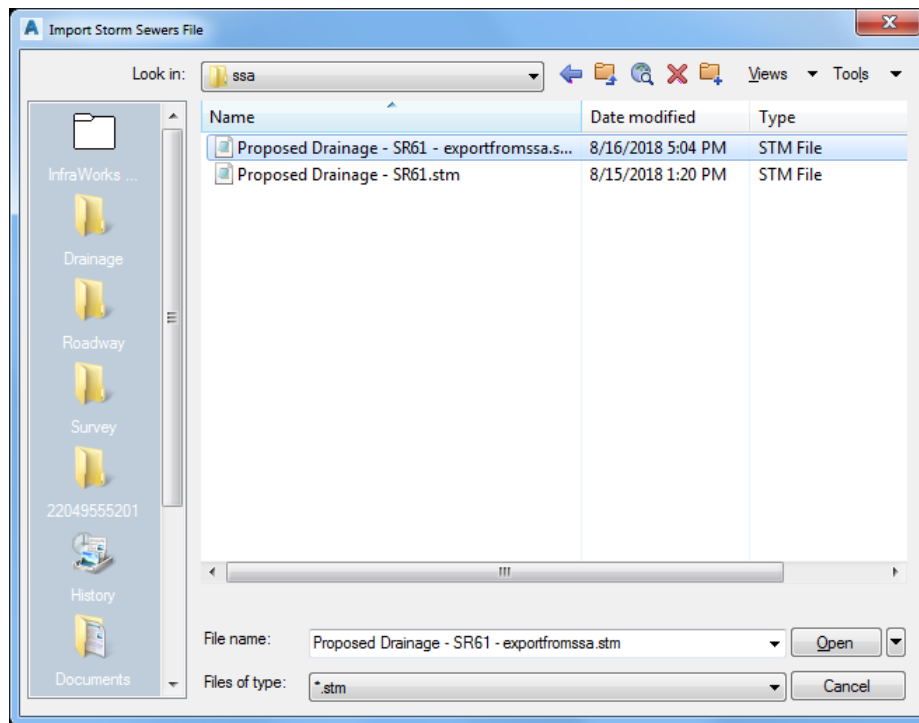 Import Storm Sewers File
Look in: ssa Views Tools
Name Date modified Type
Proposed Drainage - SR61 - exportfromssa.s... 8/16/2018 5:04 PM STM File
Proposed Drainage - SR61.stm 8/15/2018 1:20 PM STM File
InfraWorks ...
Drainage
Roadway
Survey
22049555201
History
Documents
File name: Proposed Drainage - SR61 - exportfromssa.stm Open
Files of type: *.stm Cancel